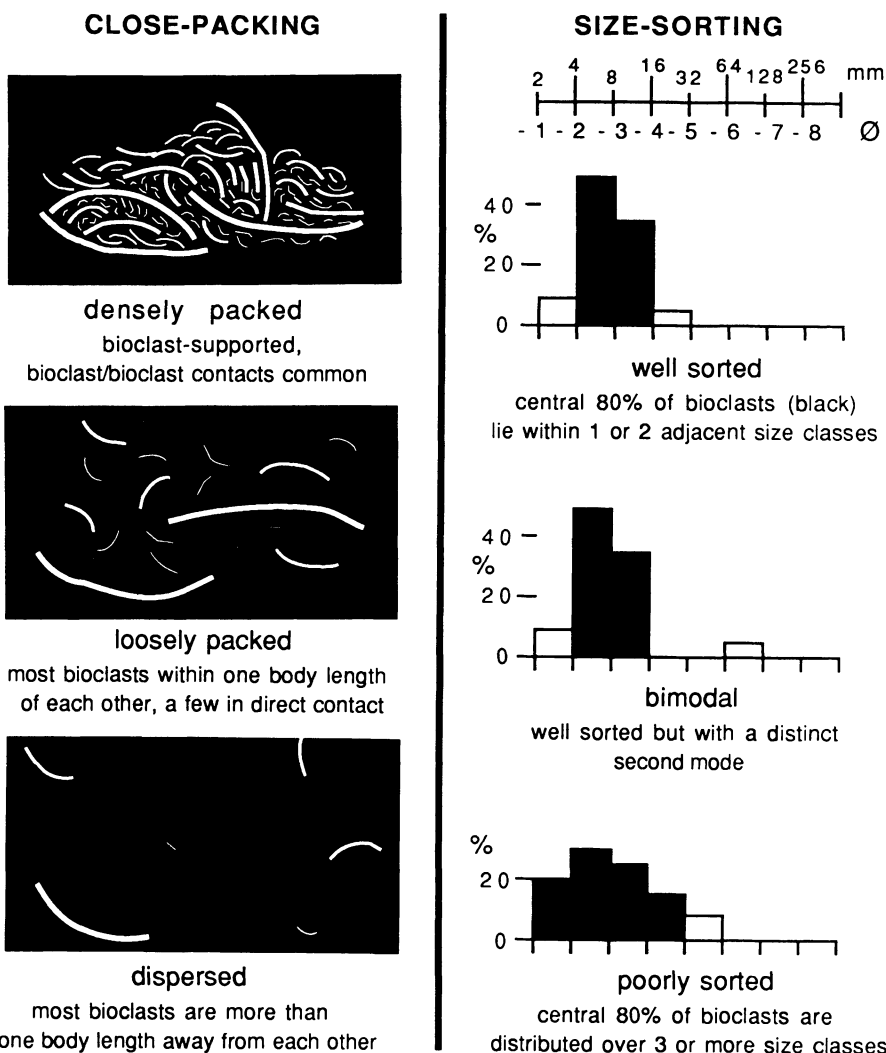 CLOSE-PACKING
densely packed
bioclast-supported,
bioclast/bioclast contacts common
loosely packed
most bioclasts within one body length
of each other, a few in direct contact
dispersed
most bioclasts are more than
one body length away from each other
SIZE-SORTING
2 4 8 16 32 64 128 256 mm
-1 -2 -3 -4 -5 -6 -7 -8 Ø
40
%
20
0
well sorted
central 80% of bioclasts (black)
lie within 1 or 2 adjacent size classes
40
%
20
0
bimodal
well sorted but with a distinct
second mode
%
20
0
poorly sorted
central 80% of bioclasts are
distributed over 3 or more size classes